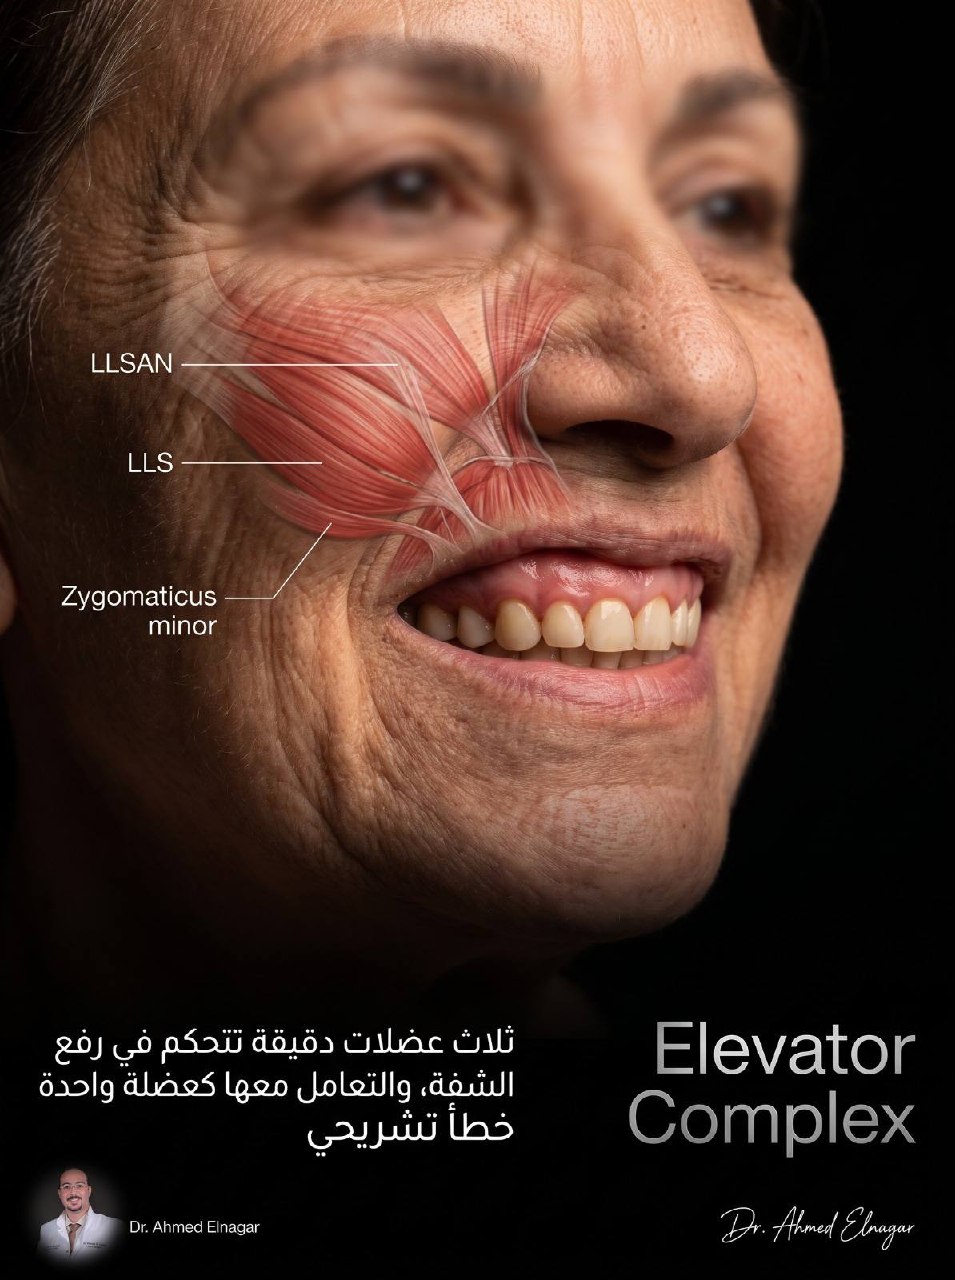 LLSAN
LLS
Zygomaticus
minor
ثلاث عضلات دقيقة تتحكم في رفع
الشفة، والتعامل معها كعضلة واحدة
خطأ تشريحي
Elevator
Complex
Dr. Ahmed Elnagar
Dr. Ahmed Elnagar